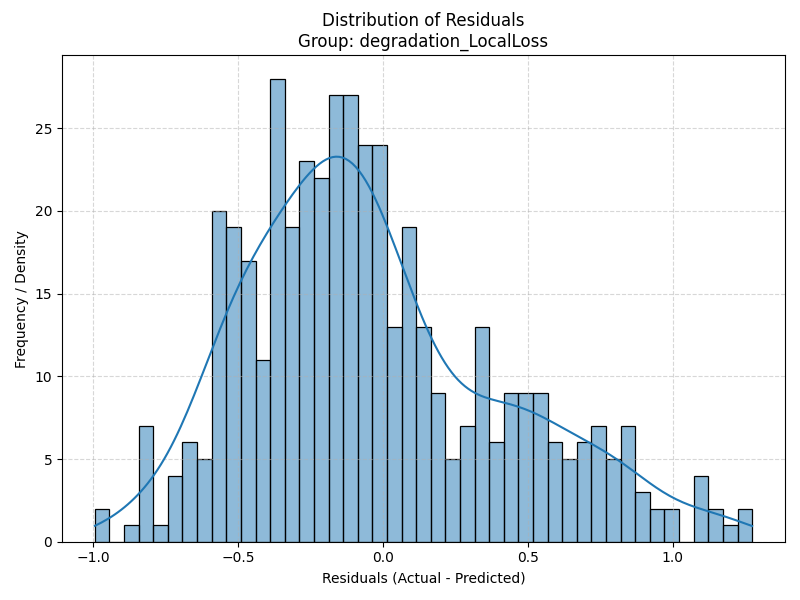 Distribution of Residuals
Group: degradation_LocalLoss
Frequency / Density
25
20
15
10
5
0
−1.0
−0.5
0.0
0.5
1.0
Residuals (Actual - Predicted)